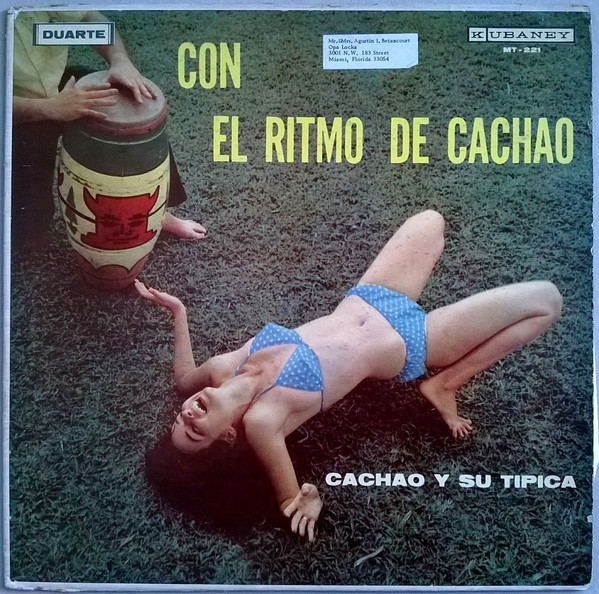 DUARTE
Mr.&Mrs. Agustin I. Betancourt
Opa Locka
3001 N.W. 183 Street
Miami, Florida 33054
KUBANEY
MT-221
CON
EL RITMO DE CACHAO
CACHAO Y SU TIPICA